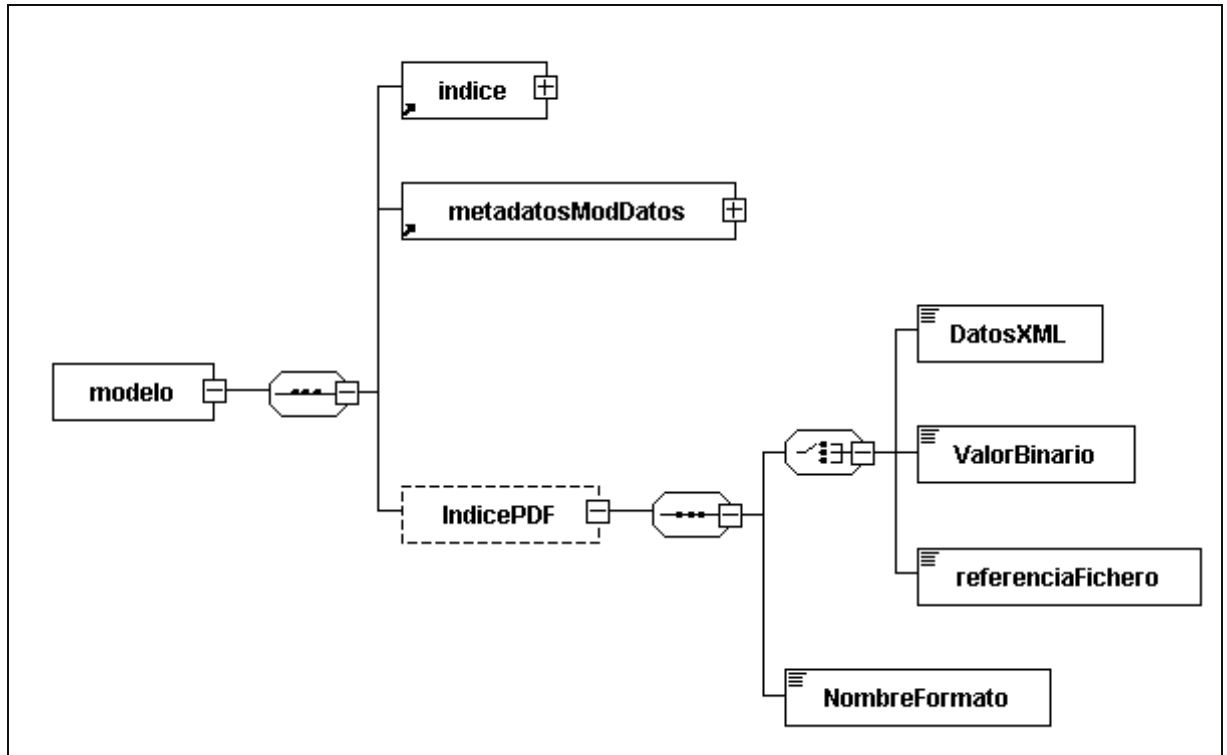 indice
metadatosModDatos
modelo
IndicePDF
DatosXML
ValorBinario
referenciaFichero
NombreFormato